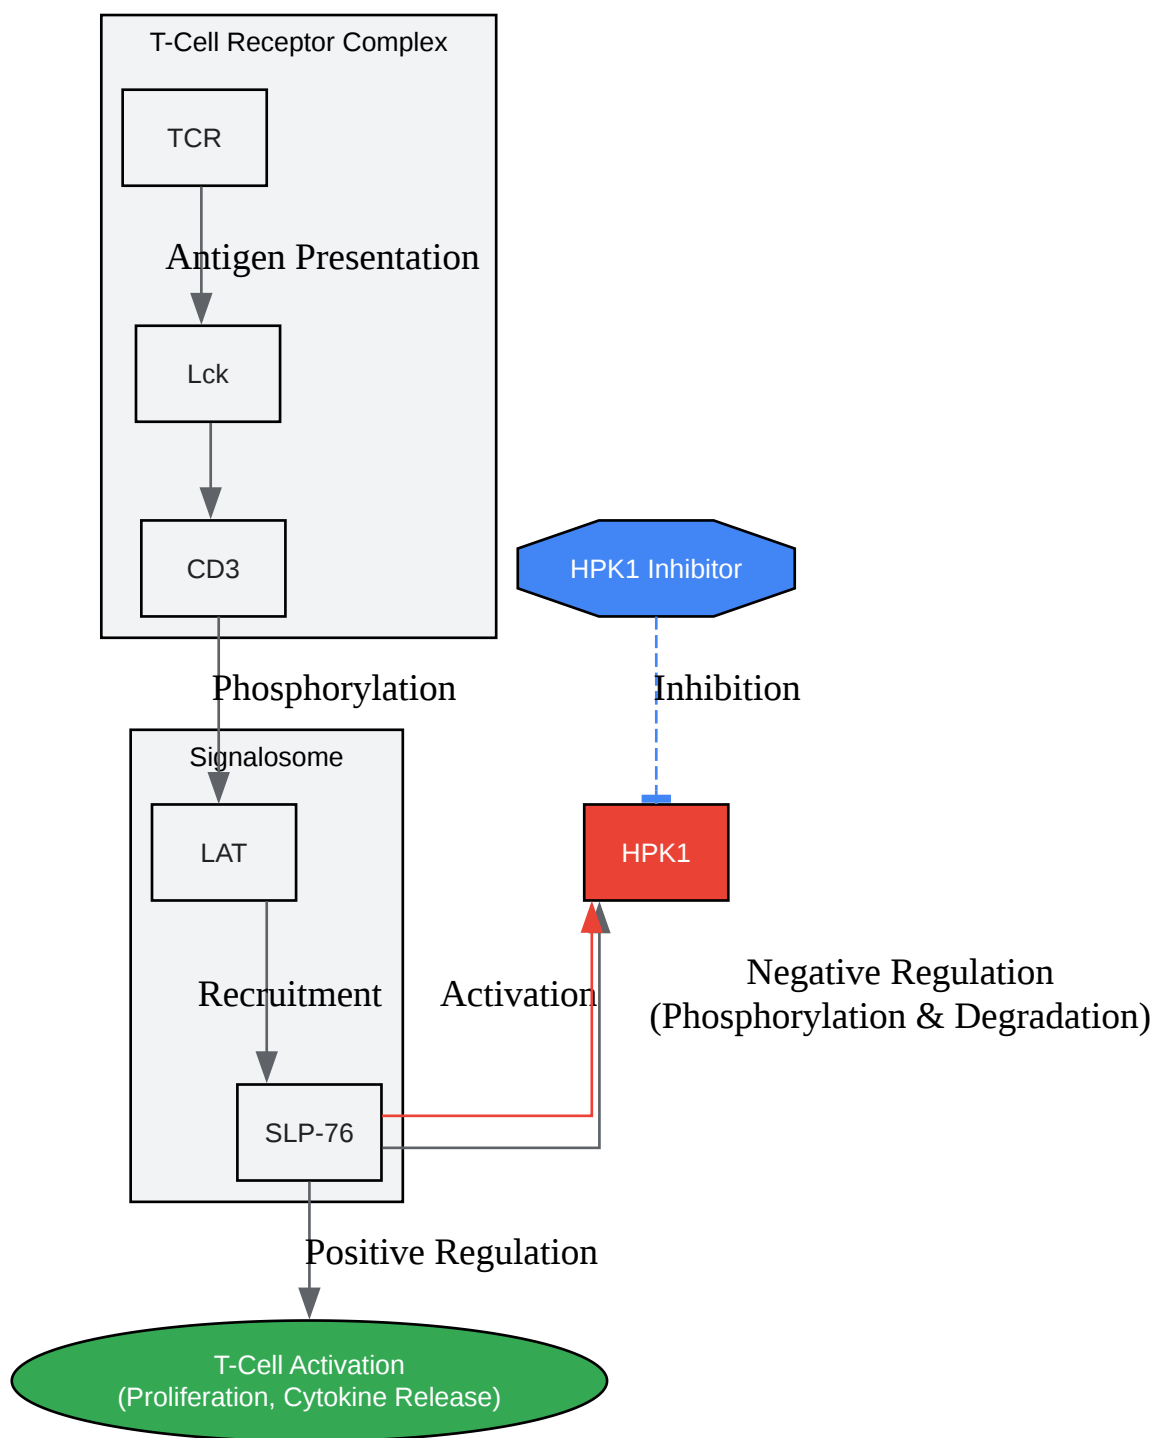 T-Cell Receptor Complex
TCR
Antigen Presentation
Lck
CD3
HPK1 Inhibitor
Phosphorylation
Inhibition
Signalosome
LAT
HPK1
Recruitment
Activation
Negative Regulation
(Phosphorylation & Degradation)
SLP-76
Positive Regulation
T-Cell Activation
(Proliferation, Cytokine Release)